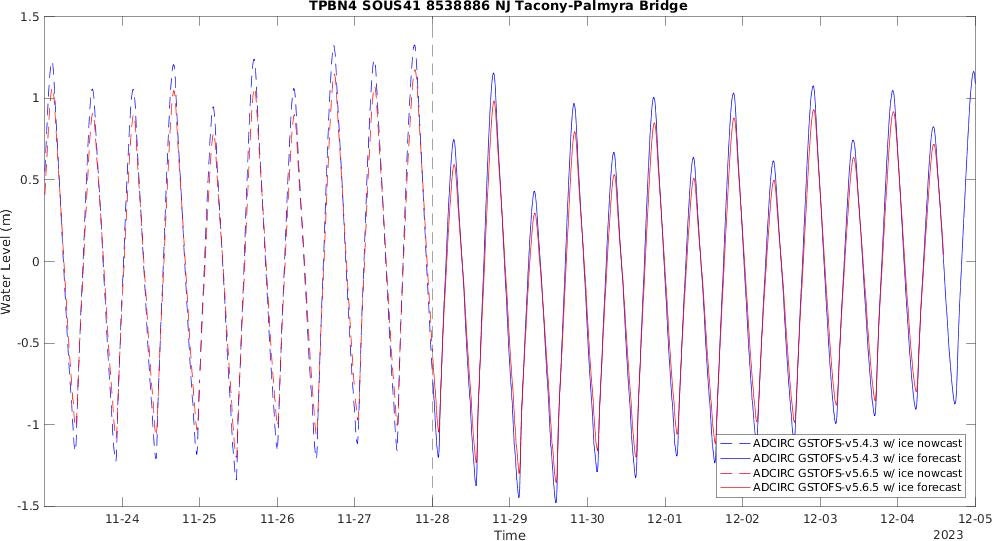 TPBN4 SOUS41 8538886 NJ Tacony-Palmyra Bridge
Water Level (m)
1.5
1
0.5
0
-0.5
-1
-1.5
ADCIRC GSTOFS-v5.4.3 w/ ice nowcast
ADCIRC GSTOFS-v5.4.3 w/ ice forecast
ADCIRC GSTOFS-v5.6.5 w/ ice nowcast
ADCIRC GSTOFS-v5.6.5 w/ ice forecast
11-24 11-25 11-26 11-27 11-28 11-29 11-30 12-01 12-02 12-03 12-04 12-05
Time
2023